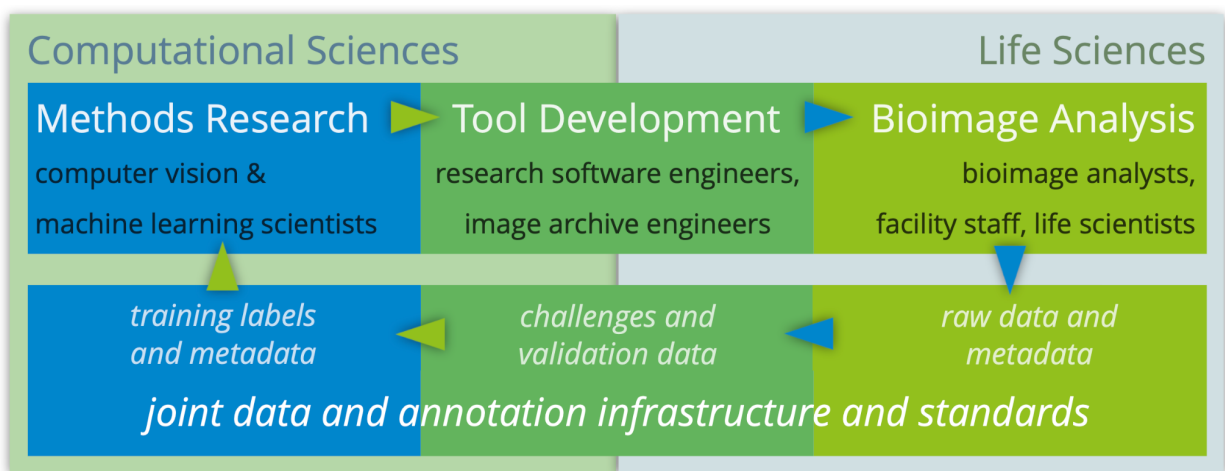 Computational Sciences
Life Sciences
Methods Research
computer vision &
machine learning scientists
Tool Development
research software engineers,
image archive engineers
Bioimage Analysis
bioimage analysts,
facility staff, life scientists
training labels
and metadata
challenges and
validation data
raw data and
metadata
joint data and annotation infrastructure and standards